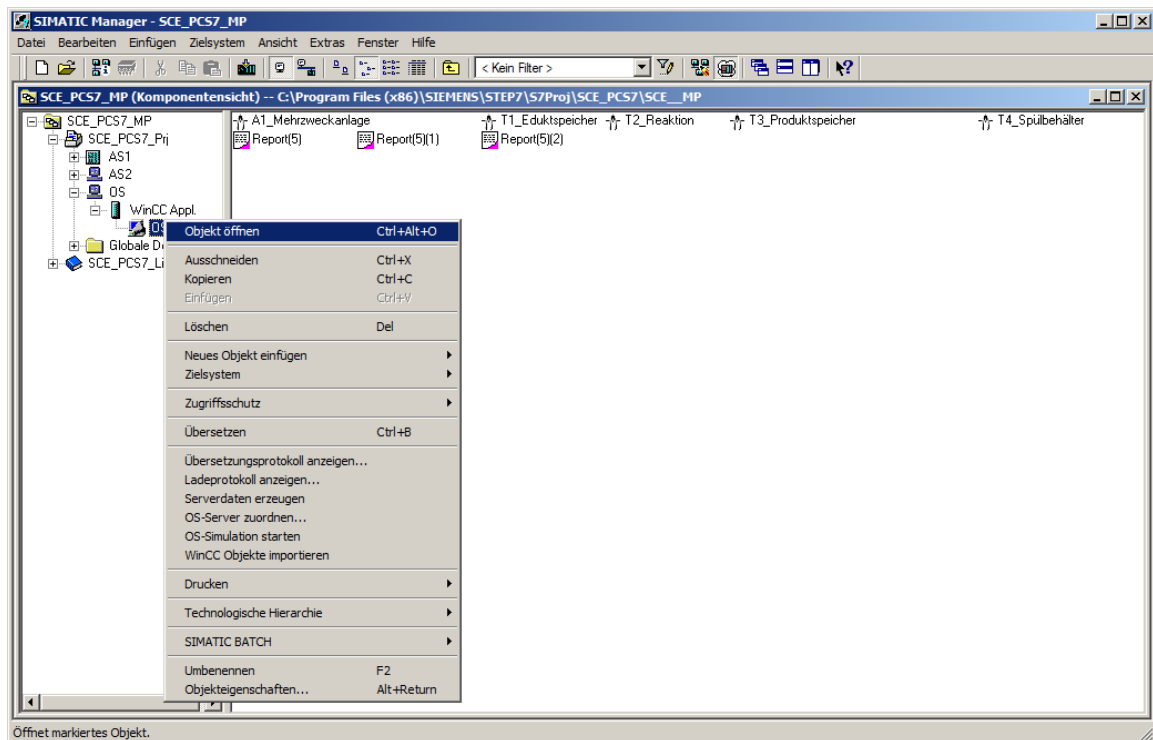 SIMATIC Manager - SCE_PCS7_MP
Datei Bearbeiten Einfügen Zielsystem Ansicht Extras Fenster Hilfe
< Kein Filter >
SCE_PCS7_MP (Komponentensicht) -- C:\Program Files (x86)\SIEMENS\STEP7\S7Proj\SCE_PCS7\SCE__MP
SCE_PCS7_MP
SCE_PCS7_Prj
AS1
AS2
OS
WinCC Appl.
OS
Globale De
SCE_PCS7_Li
A1_Mehrzweckanlage T1_Eduktspeicher T2_Reaktion T3_Produktspeicher T4_Spülbehälter
Report(5) Report(5)(1) Report(5)(2)
Objekt öffnen Ctrl+Alt+O
Ausschneiden Ctrl+X
Kopieren Ctrl+C
Einfügen Ctrl+V
Löschen Del
Neues Objekt einfügen
Zielsystem
Zugriffsschutz
Übersetzen Ctrl+B
Übersetzungsprotokoll anzeigen...
Ladeprotokoll anzeigen...
Serverdaten erzeugen
OS-Server zuordnen...
OS-Simulation starten
WinCC Objekte importieren
Drucken
Technologische Hierarchie
SIMATIC BATCH
Umbenennen F2
Objekteigenschaften... Alt+Return
Öffnet markiertes Objekt.